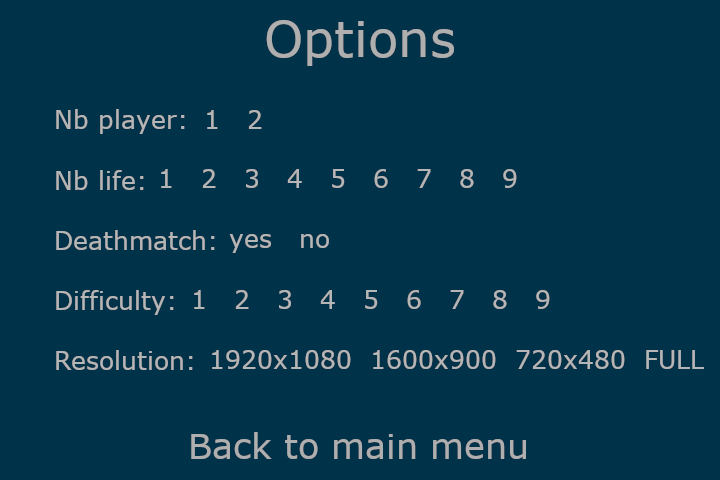 Options
Nb player: 1 2
Nb life: 1 2 3 4 5 6 7 8 9
Deathmatch: yes no
Difficulty: 1 2 3 4 5 6 7 8 9
Resolution: 1920x1080 1600x900 720x480 FULL
Back to main menu